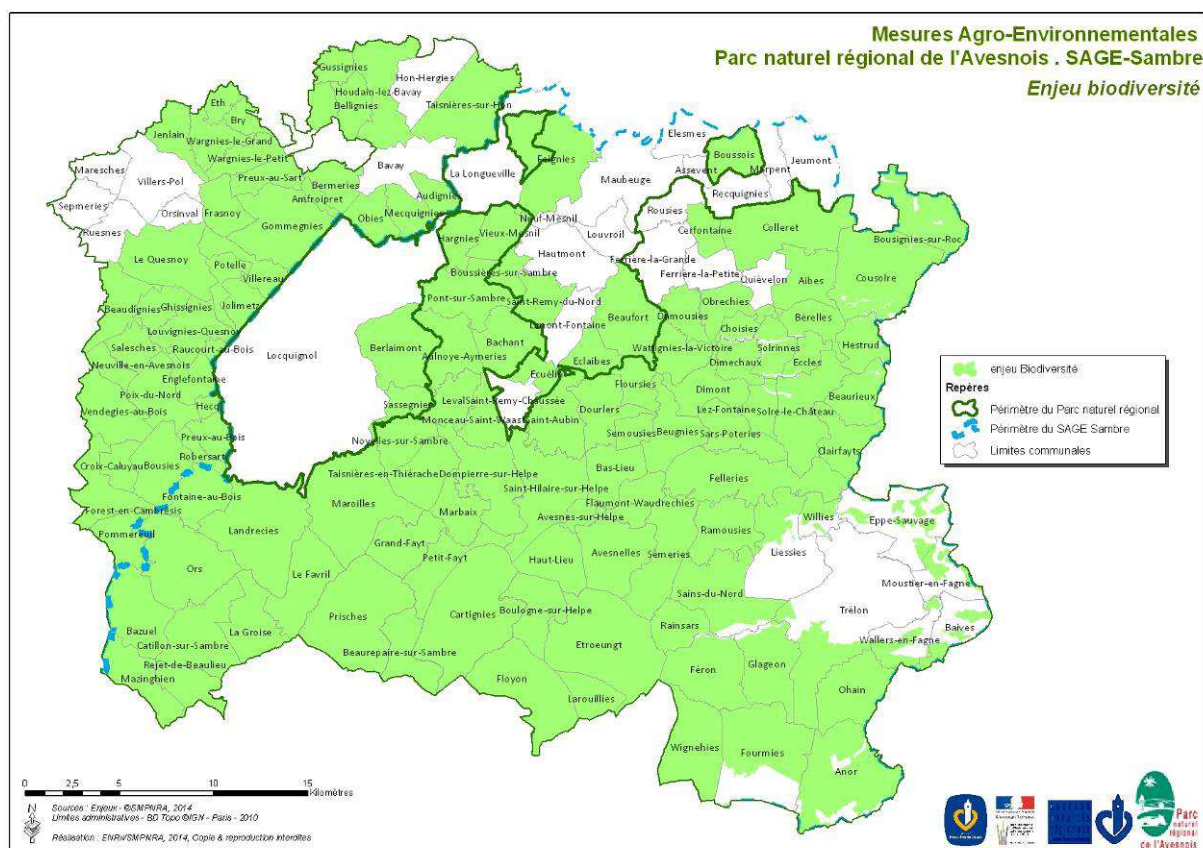 Mesures Agro-Environnementales
Parc naturel régional de l'Avesnois . SAGE-Sambre
Enjeu biodiversité
Gussignies
Hon-Hergies
Houdain-lez-Bavay
Bellignies
Taisnières-sur-Hon
Eth
Bry
Jenlain
Wargnies-le-Grand
Wargnies-le-Petit
Maresches
Villers-Pol
Preux-au-Sart
Bermeries
Amfroipret
Bavay
La Longueville
Feignies
Elesmes
Boussois
Assevent
Marpent
Jeumont
Maubeuge
Recquignies
Sepmeries
Orsinval
Frasnoy
Ruesnes
Gommegnies
Obies
Mecquignies
Audignies
Neuf-Mesnil
Rousies
Cerfontaine
Colleret
Bousignies-sur-Roc
Hargnies
Vieux-Mesnil
Louvroil
Hautmont
Ferrière-la-Grande
Ferrière-la-Petite
Quiévelon
Aibes
Cousolre
Le Quesnoy
Potelle
Villereau
Boussières-sur-Sambre
Pont-sur-Sambre
Saint-Remy-du-Nord
Beaufort
Obrechies
Damousies
Choisies
Bérelles
Beaudignies
Ghissignies
Jolimetz
Louvignies-Quesnoy
Limont-Fontaine
Bachant
Wattignies-la-Victoire
Solrinnes
Hestrud
Salesches
Raucourt-au-Bois
Locquignol
Berlaimont
Aulnoye-Aymeries
Eclaibes
Dimechaux
Eccles
Neuville-en-Avesnois
Englefontaine
Ecuélin
Floursies
Dimont
Beaurieux
Poix-du-Nord
Hecq
Sassegnies
Leval
Saint-Remy-Chaussée
Dourlers
Lez-Fontaine
Solre-le-Château
Vendegies-au-Bois
Monceau-Saint-Waast
Saint-Aubin
Semousies
Beugnies
Sars-Poteries
Preux-au-Bois
Noyelles-sur-Sambre
Clairfayts
Robersart
Croix-Caluyau
Bousies
Taisnières-en-Thiérache
Dompierre-sur-Helpe
Bas-Lieu
Felleries
Fontaine-au-Bois
Maroilles
Marbaix
Saint-Hilaire-sur-Helpe
Flaumont-Waudrechies
Willies
Eppe-Sauvage
Forest-en-Cambrésis
Landrecies
Avesnes-sur-Helpe
Ramousies
Pommereuil
Grand-Fayt
Petit-Fayt
Haut-Lieu
Avesnelles
Sémeries
Liessies
Ors
Le Favril
Moustier-en-Fagne
Sains-du-Nord
Trélon
Prisches
Cartignies
Boulogne-sur-Helpe
Rainsars
Baives
Wallers-en-Fagne
Bazuel
La Groise
Catillon-sur-Sambre
Etroeungt
Beaurepaire-sur-Sambre
Rejet-de-Beaulieu
Féron
Glageon
Mazinghien
Floyon
Larouillies
Ohain
Wignehies
Fourmies
Anor
enjeu Biodiversité
Repères
Périmètre du Parc naturel régional
Périmètre du SAGE Sambre
Limites communales
0 2,5 5 10 15
Kilomètres
N
Sources : Enjeux - ©SMPNRA, 2014
Limites administratives - BD Topo ©IGN - Paris - 2010
Réalisation : ENR//SMPNRA, 2014, Copie & reproduction interdites
Parc
naturel
régional
de l'Avesnois